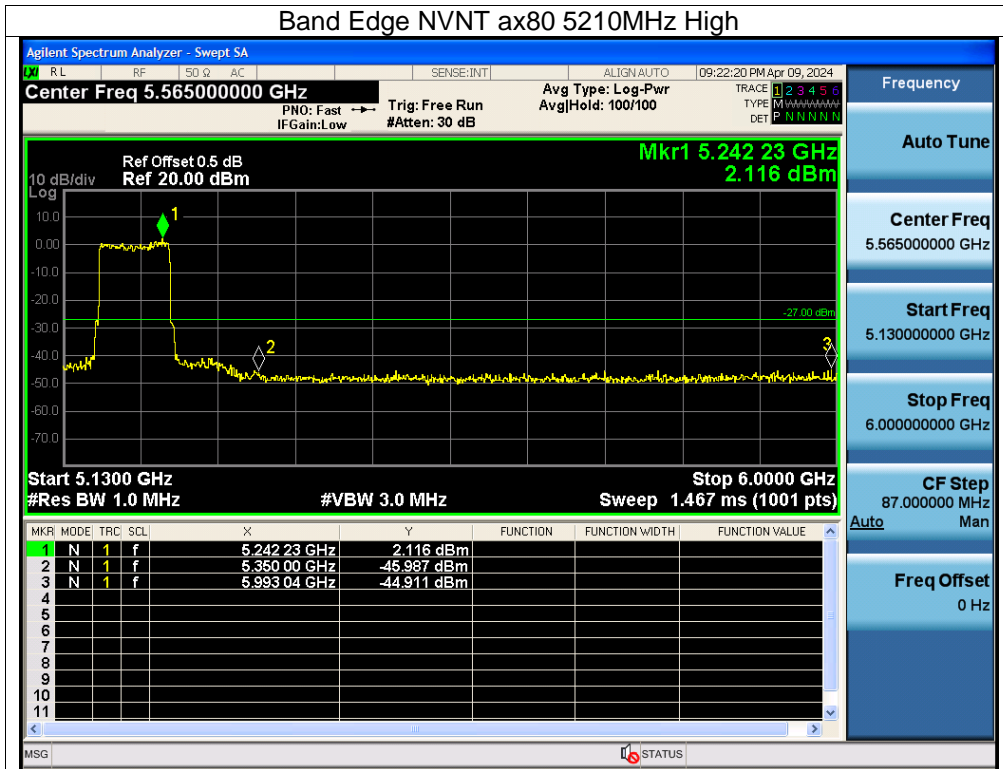 Band Edge NVNT ax80 5210MHz High
Agilent Spectrum Analyzer - Swept SA
LXI RL RF 50 Ω AC SENSE:INT ALIGN AUTO 09:22:20 PM Apr 09, 2024
Center Freq 5.565000000 GHz
PNO: Fast
IFGain:Low
Trig: Free Run
#Atten: 30 dB
Avg Type: Log-Pwr
Avg|Hold: 100/100
TRACE 1 2 3 4 5 6
TYPE M WWWWW
DET P N N N N N
Mkr1 5.242 23 GHz
2.116 dBm
Ref Offset 0.5 dB
10 dB/div Ref 20.00 dBm
Log
10.0
0.00
-10.0
-20.0
-30.0
-40.0
-50.0
-60.0
-70.0
1
2
3
-27.00 dBm
Start 5.1300 GHz Stop 6.0000 GHz
#Res BW 1.0 MHz #VBW 3.0 MHz Sweep 1.467 ms (1001 pts)
MKR MODE TRC SCL X Y FUNCTION FUNCTION WIDTH FUNCTION VALUE
1 N 1 f 5.242 23 GHz 2.116 dBm
2 N 1 f 5.350 00 GHz -45.987 dBm
3 N 1 f 5.993 04 GHz -44.911 dBm
4
5
6
7
8
9
10
11
MSG STATUS
Frequency
Auto Tune
Center Freq
5.565000000 GHz
Start Freq
5.130000000 GHz
Stop Freq
6.000000000 GHz
CF Step
87.000000 MHz
Auto Man
Freq Offset
0 Hz